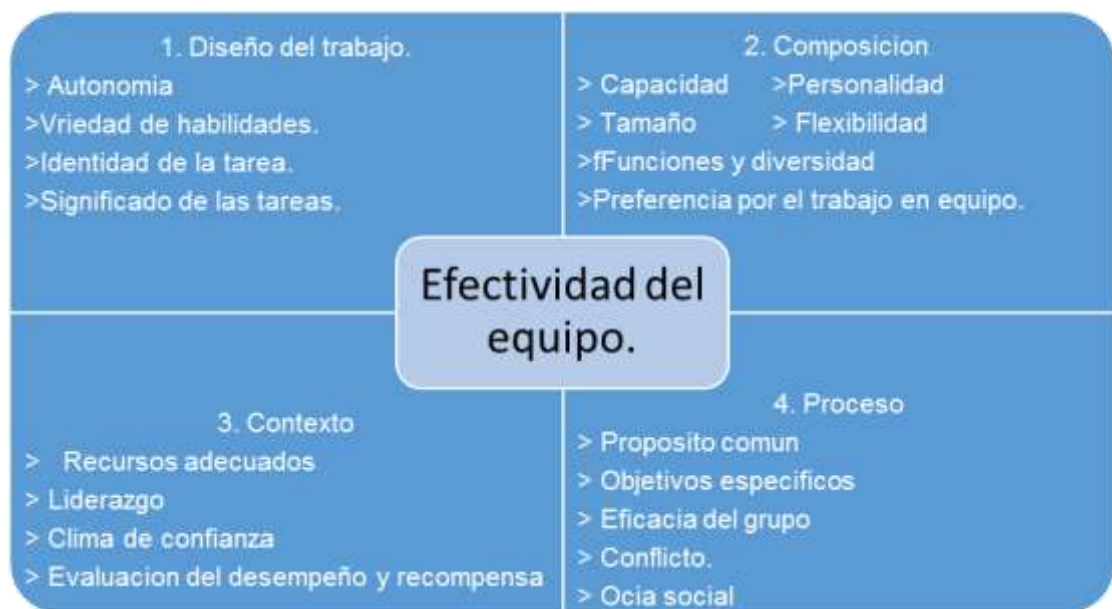 1. Diseño del trabajo.
> Autonomia
>Vriedad de habilidades.
>Identidad de la tarea.
>Significado de las tareas.
2. Composicion
> Capacidad >Personalidad
> Tamaño > Flexibilidad
>fFunciones y diversidad
>Preferencia por el trabajo en equipo.
Efectividad del
equipo.
3. Contexto
> Recursos adecuados
> Liderazgo
> Clima de confianza
> Evaluacion del desempeño y recompensa
4. Proceso
> Proposito comun
> Objetivos especificos
> Eficacia del grupo
> Conflicto.
> Ocia social